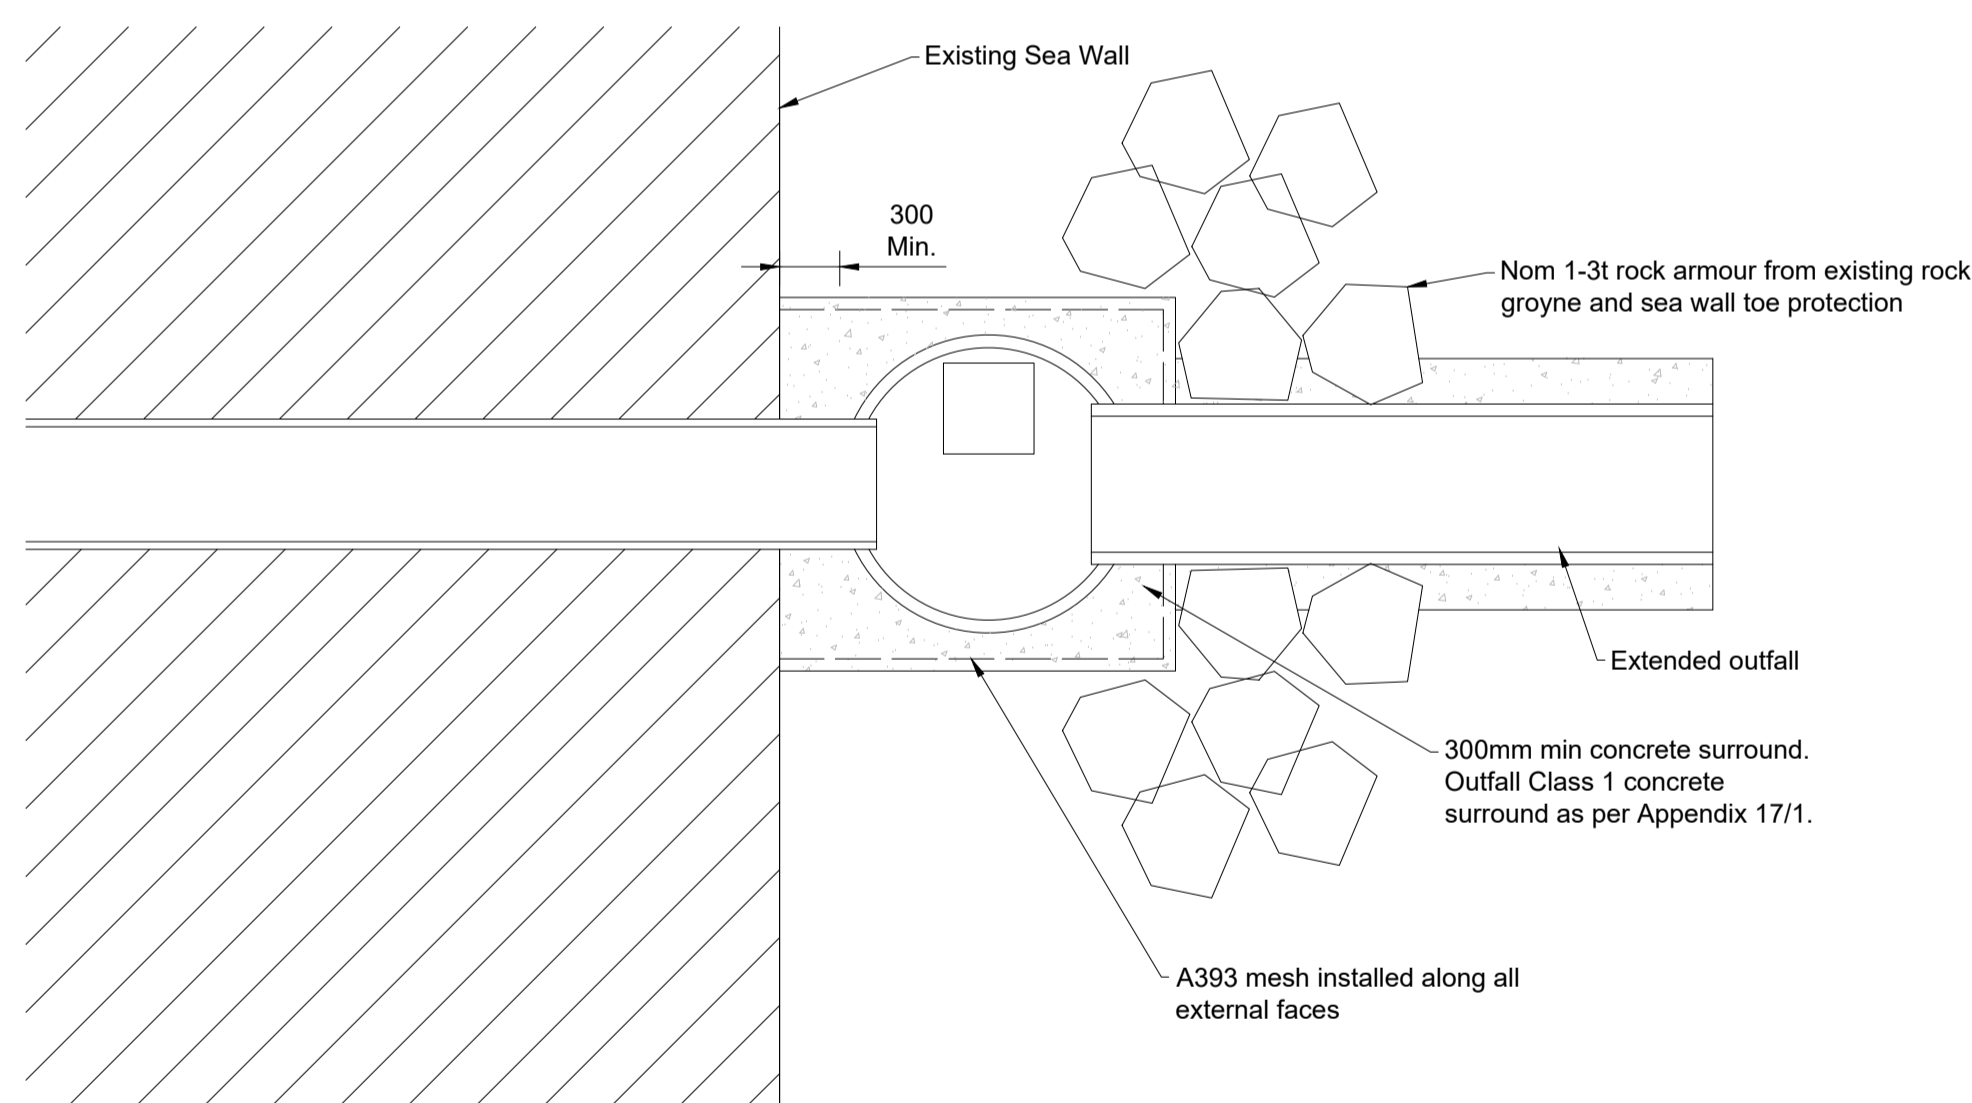 Existing Sea Wall
300
Min.
Nom 1-3t rock armour from existing rock
groyne and sea wall toe protection
Extended outfall
300mm min concrete surround.
Outfall Class 1 concrete
surround as per Appendix 17/1.
A393 mesh installed along all
external faces